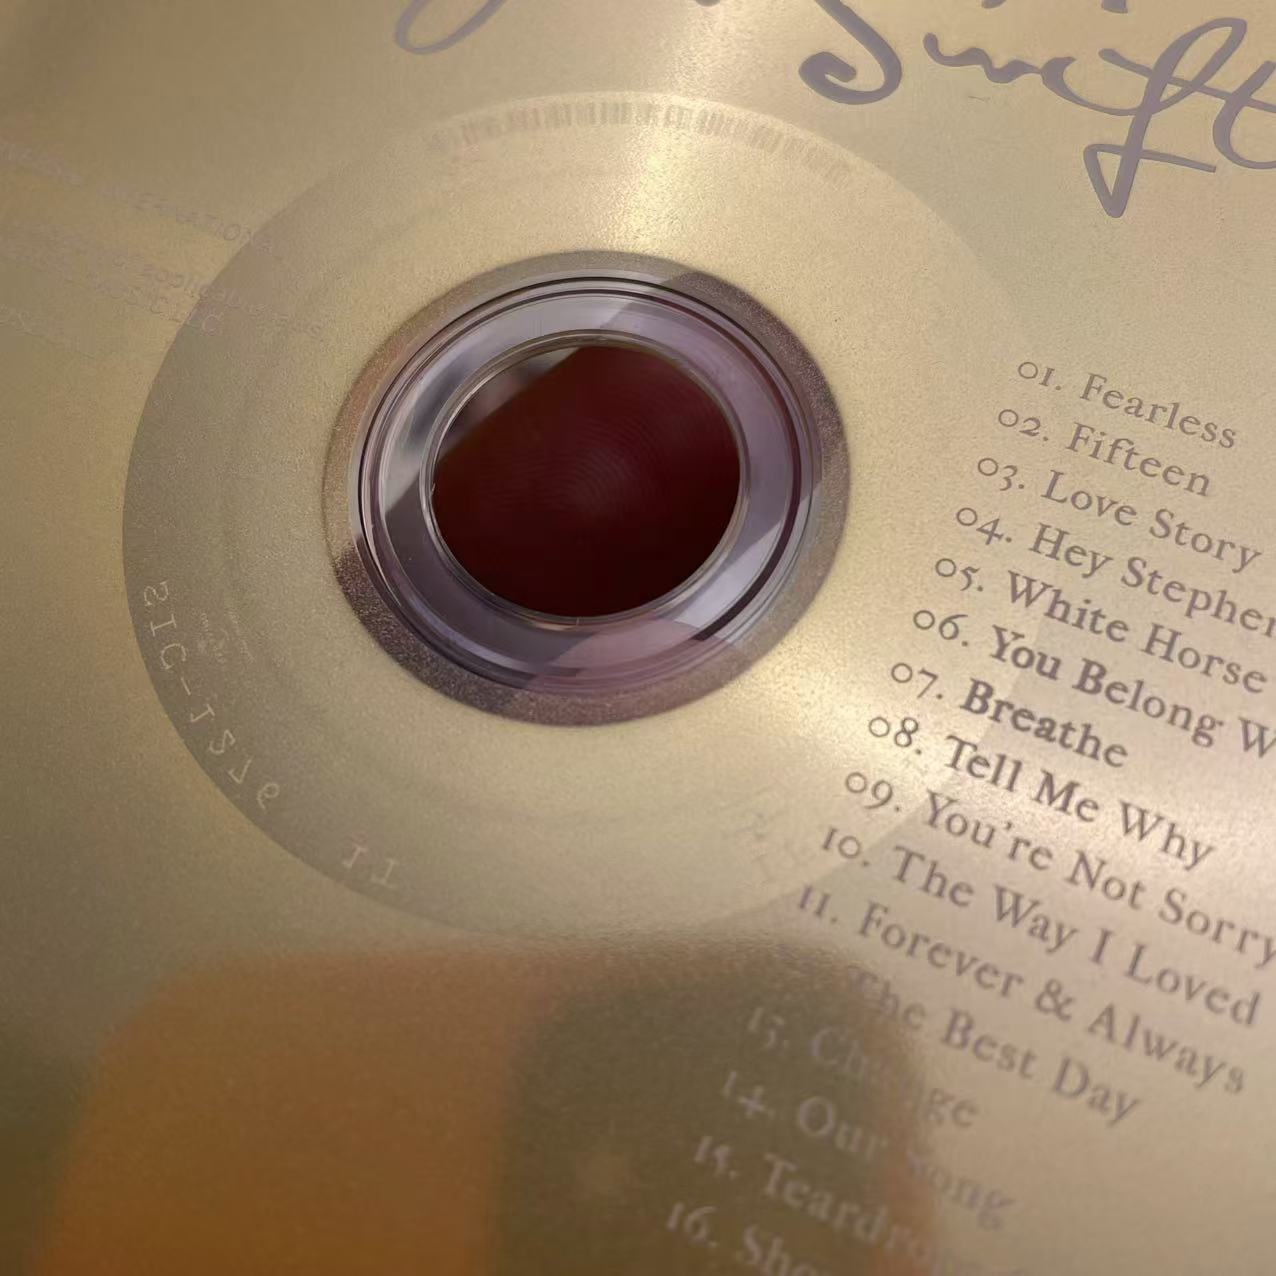 Swift
01. Fearless
02. Fifteen
03. Love Story
04. Hey Stephen
05. White Horse
06. You Belong W
07. Breathe
08. Tell Me Why
09. You're Not Sorry
10. The Way I Loved
11. Forever & Always
The Best Day
13. Change
14. Our Song
15. Teardro
16. Sho